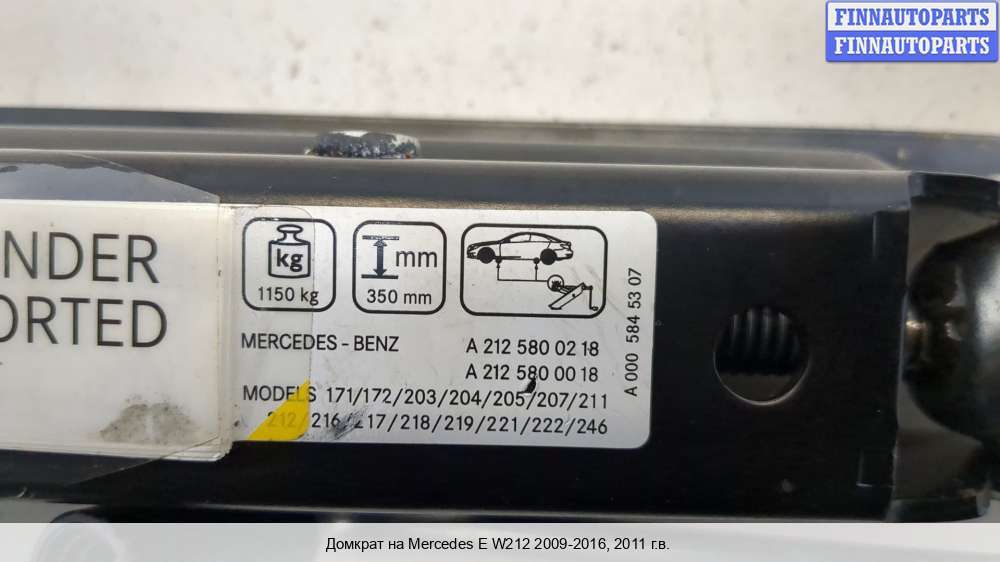 FINNAUTOPARTS
FINNAUTOPARTS
NDER
ORTED
kg
1150 kg
mm
350 mm
MERCEDES - BENZ
A 212 580 02 18
A 212 580 00 18
MODELS 171/172/203/204/205/207/211
212/216/217/218/219/221/222/246
A 000 584 53 07
Домкрат на Mercedes E W212 2009-2016, 2011 г.в.